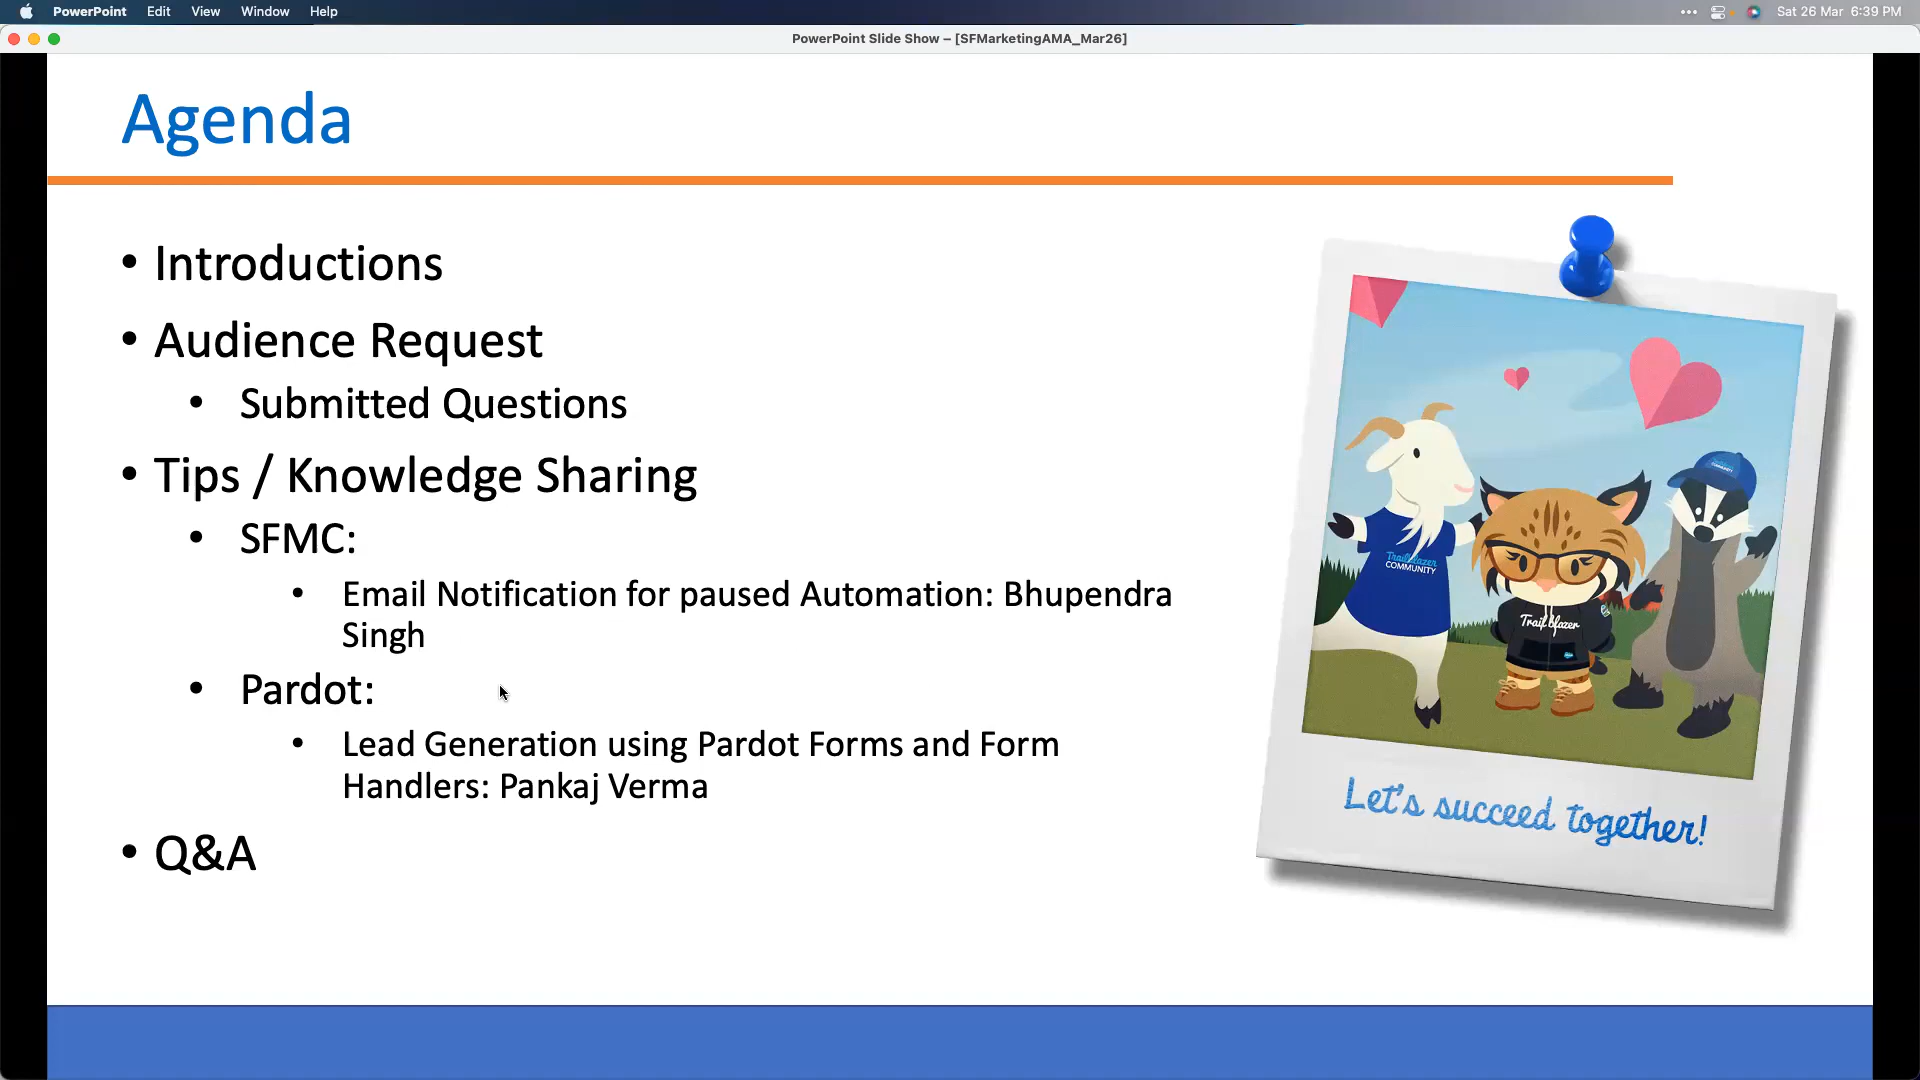 PowerPoint Edit View Window Help
Sat 26 Mar 6:39 PM
PowerPoint Slide Show – [SFMarketingAMA_Mar26]
Agenda
• Introductions
• Audience Request
• Submitted Questions
• Tips / Knowledge Sharing
• SFMC:
• Email Notification for paused Automation: Bhupendra
Singh
• Pardot:
• Lead Generation using Pardot Forms and Form
Handlers: Pankaj Verma
• Q&A
Trailblazer
COMMUNITY
Trailblazer
Let's succeed together!